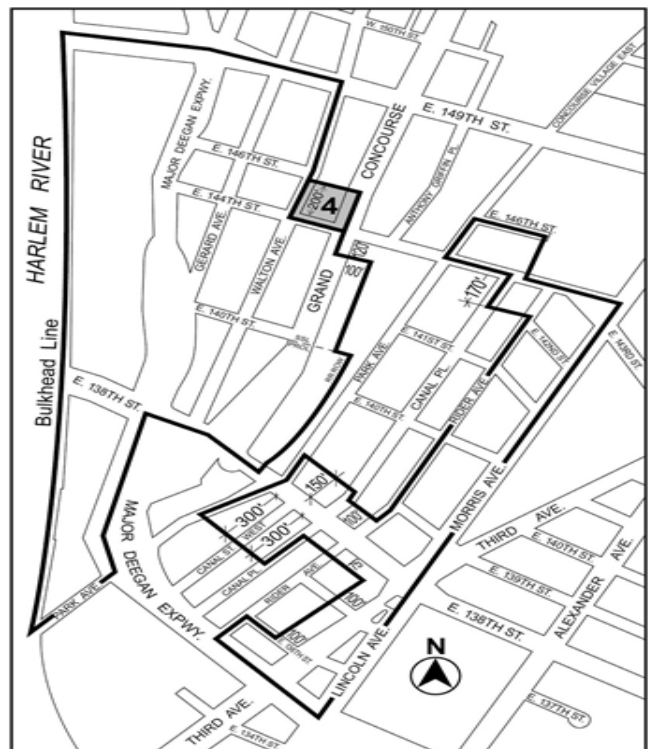 W. 150TH ST.
CONCOURSE VILLAGE EAST
MAJOR DEEGAN EXPWY.
E. 149TH ST.
CONCOURSE
E. 146TH ST.
HARLEM RIVER
ANTHONY GRIFFIN PL.
200'
4
E. 144TH ST.
E. 146TH ST.
GERARD AVE.
WALTON AVE.
120'
100'
GRAND
170'
Bulkhead Line
E. 140TH ST.
E. 141ST ST.
E. 142ND ST.
E. 143RD ST.
PARK AVE.
CANAL PL.
E. 138TH ST.
E. 140TH ST.
RIDER AVE.
MORRIS AVE.
150'
100'
300'
WEST
300'
CANAL ST.
THIRD AVE.
E. 140TH ST.
MAJOR DEEGAN EXPWY.
CANAL PL.
RIDER AVE.
100'
E. 139TH ST.
ALEXANDER AVE.
E. 138TH ST.
PARK AVE.
100'
LINCOLN AVE.
N
E. 137TH ST.
THIRD AVE.
E. 134TH ST.